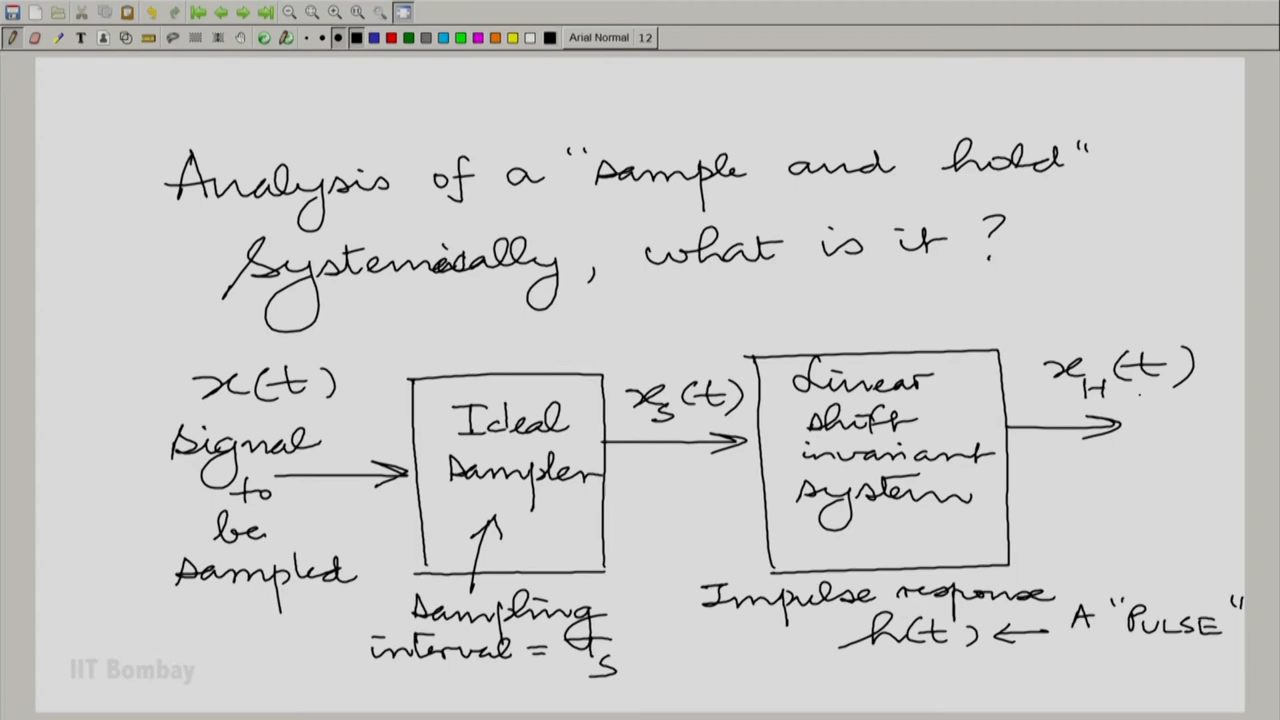 Arial Normal 12
Analysis of a "sample and hold"
Systemically, what is it?
x(t)
signal
to
be
sampled
Ideal
sampler
Sampling
interval = Ts
xs(t)
Linear
shift
invariant
system
Impulse response
h(t) ← A "PULSE"
xH(t)
IIT Bombay